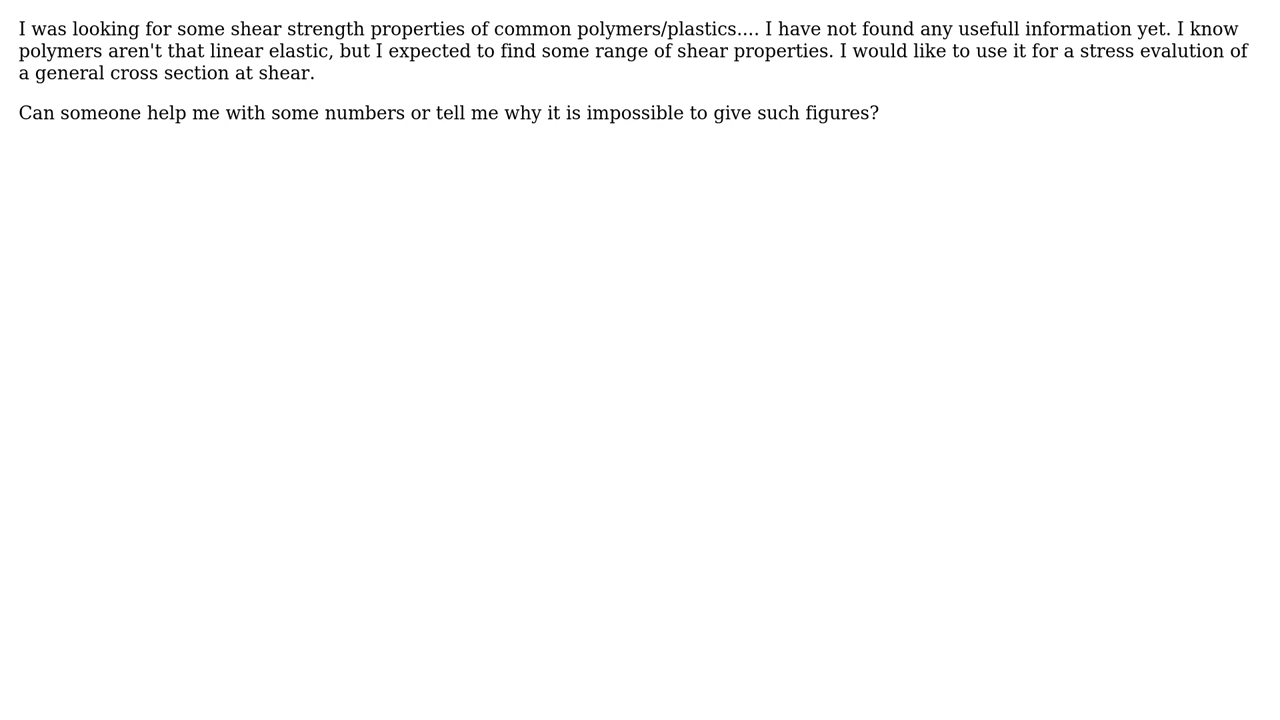 I was looking for some shear strength properties of common polymers/plastics.... I have not found any usefull information yet. I know
polymers aren't that linear elastic, but I expected to find some range of shear properties. I would like to use it for a stress evalution of
a general cross section at shear.
Can someone help me with some numbers or tell me why it is impossible to give such figures?